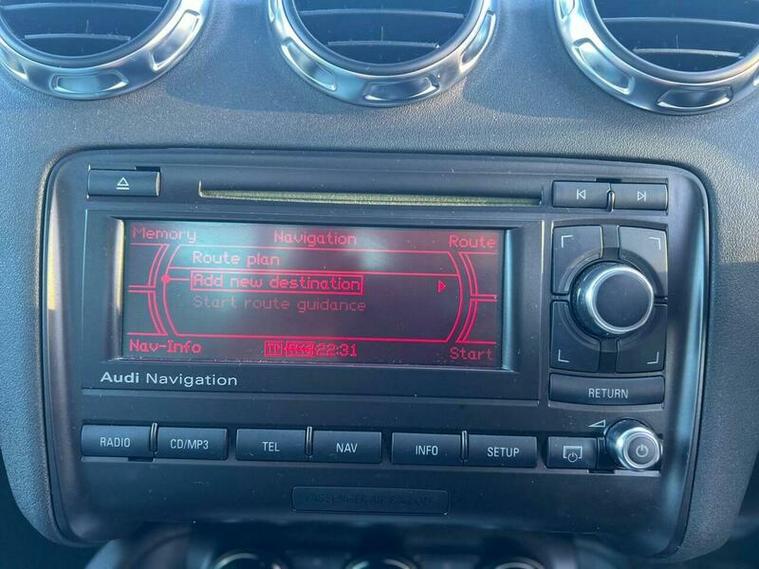 Memory Navigation Route
Route plan
Add new destination
Start route guidance
Nav-Info 22:31 Start
Audi Navigation
RETURN
RADIO CD/MP3 TEL NAV INFO SETUP